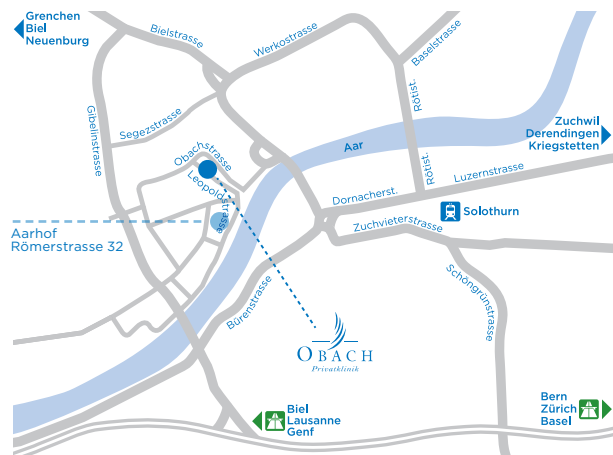 Grenchen
Biel
Neuenburg
Bielstrasse
Werkostrasse
Baselstrasse
Gibelinstrasse
Segezstrasse
Rötist.
Zuchwil
Derendingen
Kriegstetten
Aar
Obachstrasse
Leopoldstrasse
Rötist.
Luzernstrasse
Dornacherst.
Solothurn
Zuchvieterstrasse
Aarhof
Römerstrasse 32
Schöngrünstrasse
Bürenstrasse
OBACH
Privatklinik
Biel
Lausanne
Genf
Bern
Zürich
Basel